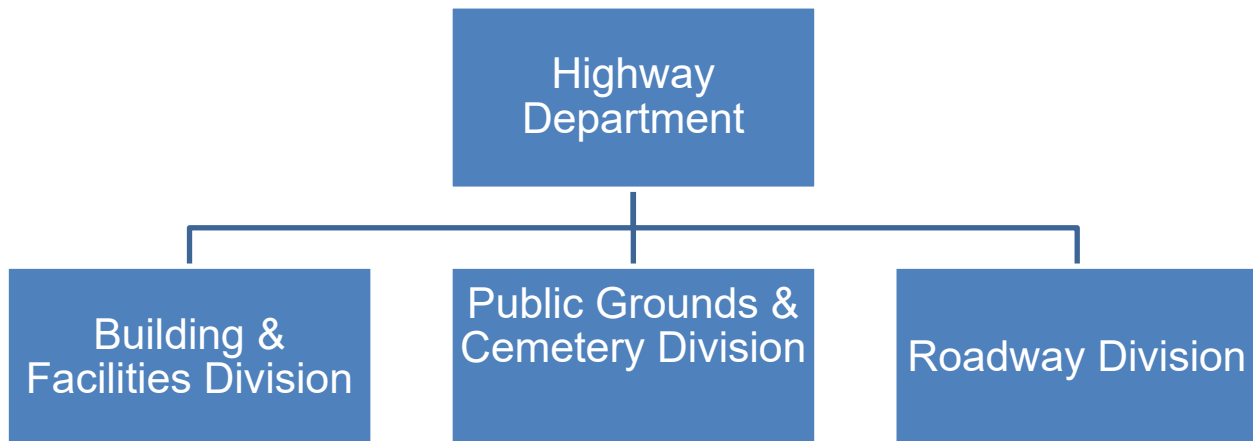 Highway
Department
Building &
Facilities Division
Public Grounds &
Cemetery Division
Roadway Division